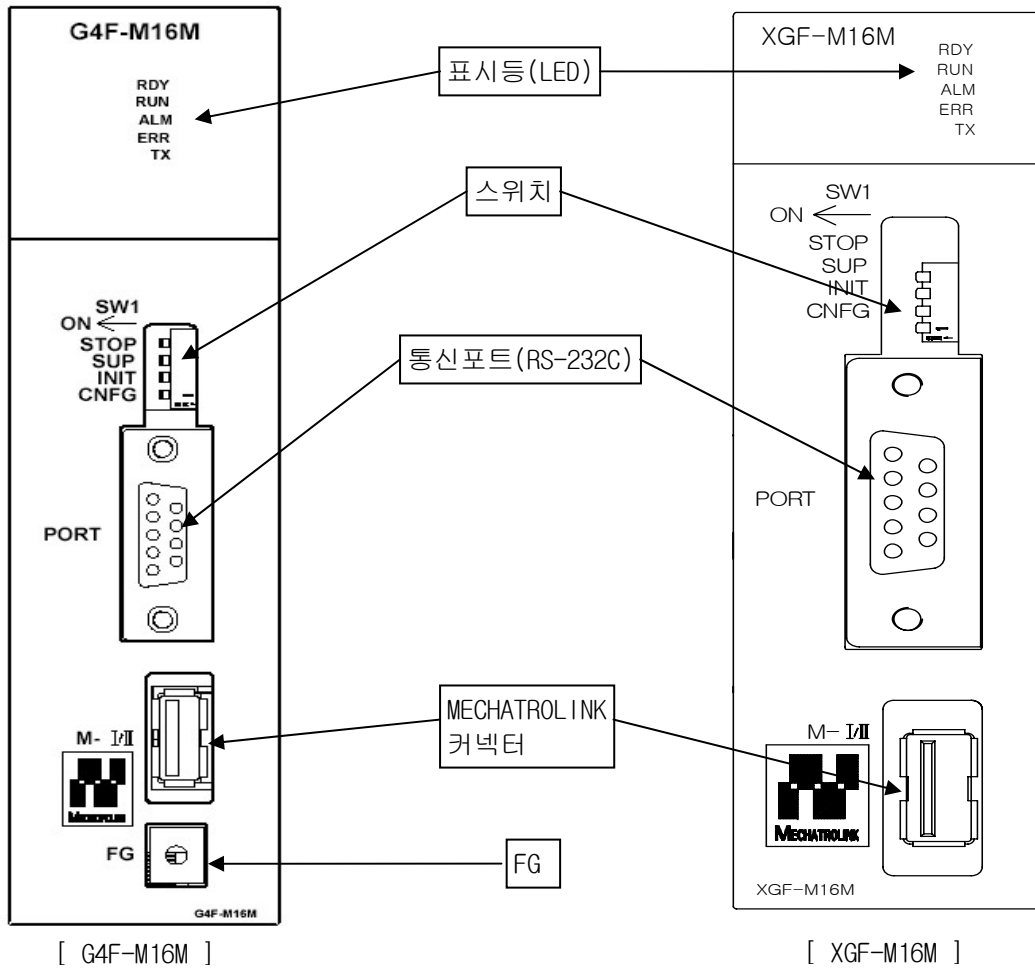 G4F-M16M
RDY
RUN
ALM
ERR
TX
SW1
ON
STOP
SUP
INIT
CNFG
PORT
M- I/II
MECHATROLINK
FG
G4F-M16M
[ G4F-M16M ]
표시등(LED)
스위치
통신포트(RS-232C)
MECHATROLINK
커넥터
FG
XGF-M16M
RDY
RUN
ALM
ERR
TX
SW1
ON
STOP
SUP
INIT
CNFG
PORT
M- I/II
MECHATROLINK
XGF-M16M
[ XGF-M16M ]